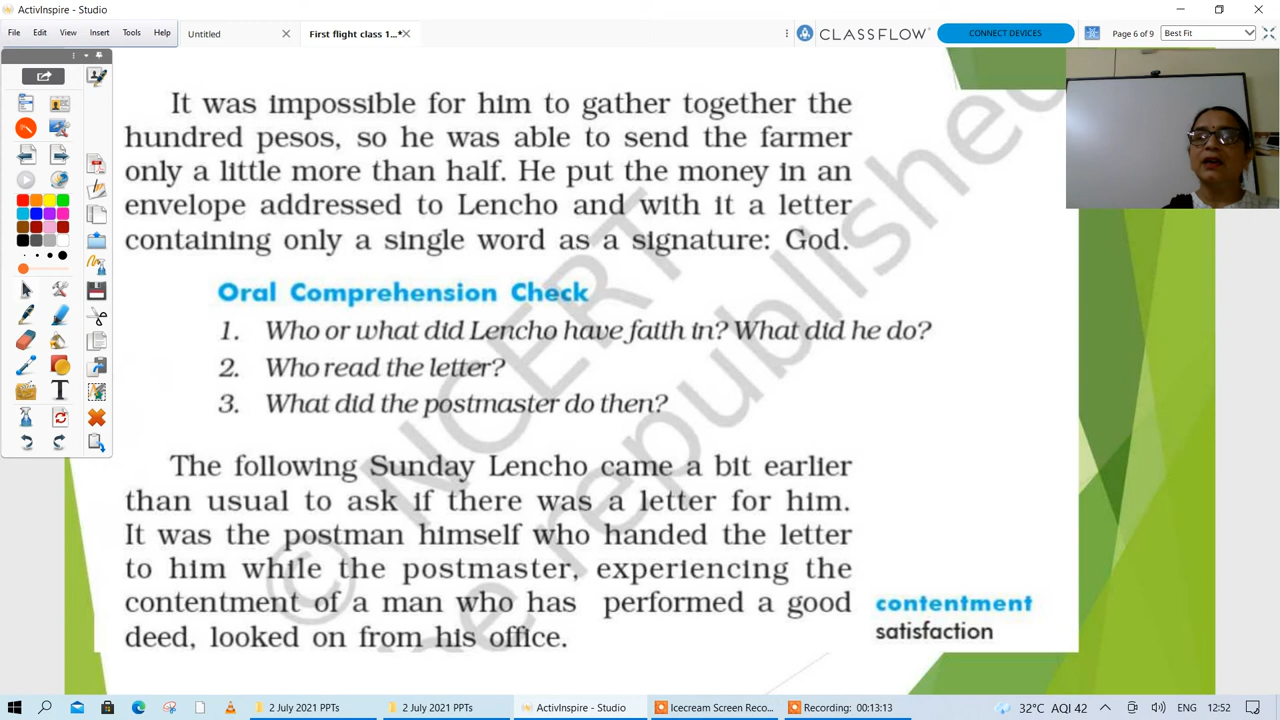 ActivInspire - Studio
File Edit View Insert Tools Help
Untitled
First flight class 1...*
CLASSFLOW
CONNECT DEVICES
Page 6 of 9
Best Fit
It was impossible for him to gather together the
hundred pesos, so he was able to send the farmer
only a little more than half. He put the money in an
envelope addressed to Lencho and with it a letter
containing only a single word as a signature: God.
Oral Comprehension Check
1. Who or what did Lencho have faith in? What did he do?
2. Who read the letter?
3. What did the postmaster do then?
The following Sunday Lencho came a bit earlier
than usual to ask if there was a letter for him.
It was the postman himself who handed the letter
to him while the postmaster, experiencing the
contentment of a man who has performed a good
deed, looked on from his office.
contentment
satisfaction
© NCERT
be republished
2 July 2021 PPTs
2 July 2021 PPTs
ActivInspire - Studio
Icecream Screen Reco...
Recording: 00:13:13
32°C AQI 42
ENG
12:52